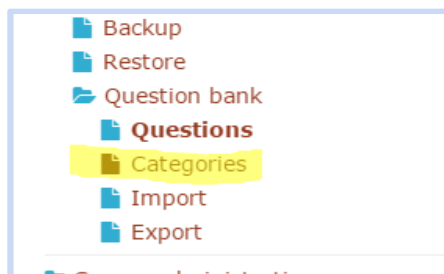 Backup
Restore
Question bank
Questions
Categories
Import
Export